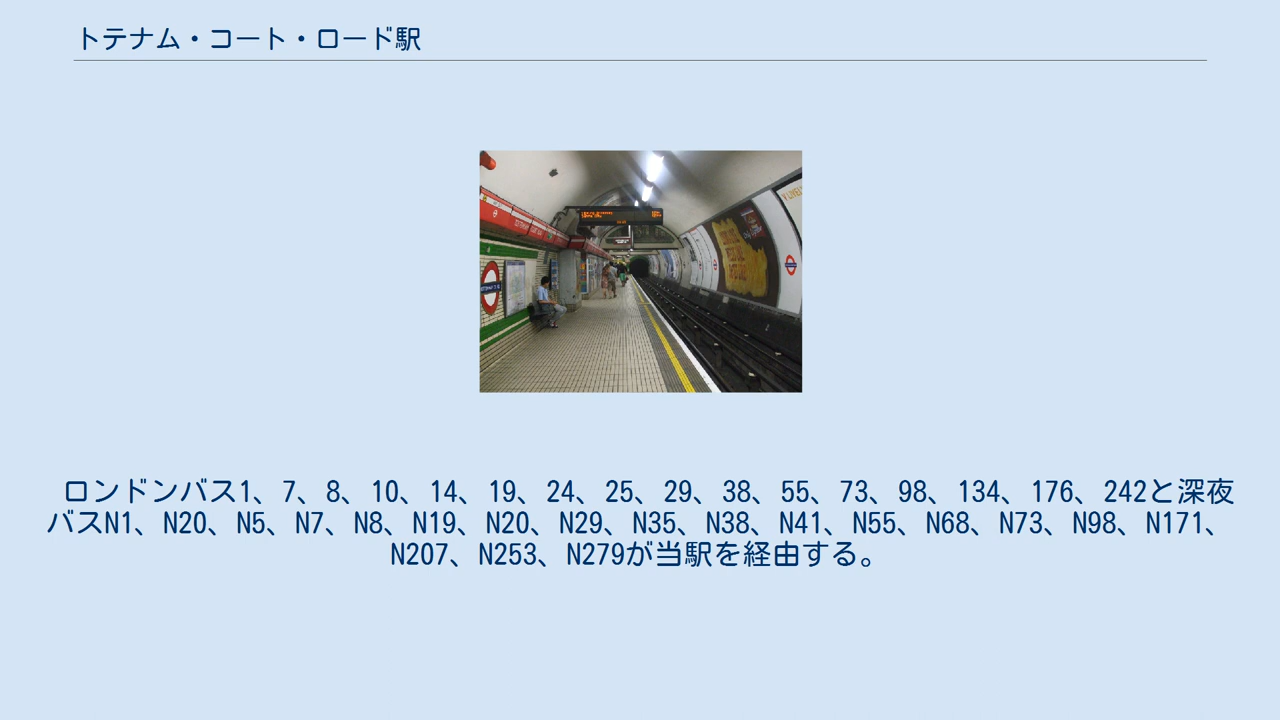 トテナム・コート・ロード駅
ロンドンバス1、7、8、10、14、19、24、25、29、38、55、73、98、134、176、242と深夜
バスN1、N20、N5、N7、N8、N19、N20、N29、N35、N38、N41、N55、N68、N73、N98、N171、
N207、N253、N279が当駅を経由する。